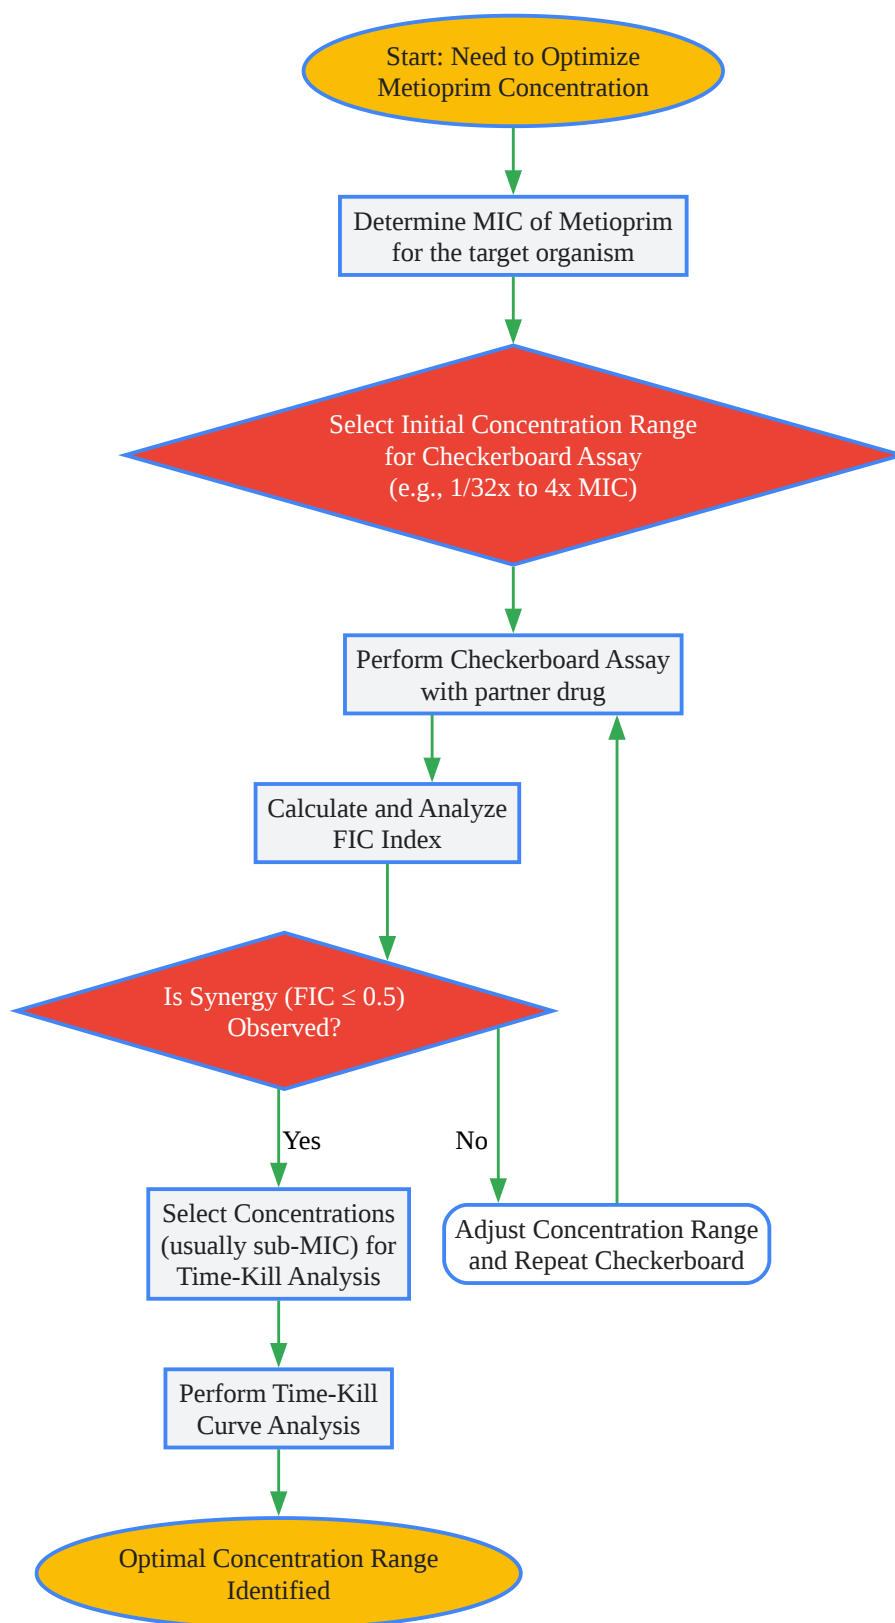 Start: Need to Optimize
Metioprim Concentration
Determine MIC of Metioprim
for the target organism
Select Initial Concentration Range
for Checkerboard Assay
(e.g., 1/32x to 4x MIC)
Perform Checkerboard Assay
with partner drug
Calculate and Analyze
FIC Index
Is Synergy (FIC ≤ 0.5)
Observed?
Yes
No
Select Concentrations
(usually sub-MIC) for
Time-Kill Analysis
Adjust Concentration Range
and Repeat Checkerboard
Perform Time-Kill
Curve Analysis
Optimal Concentration Range
Identified